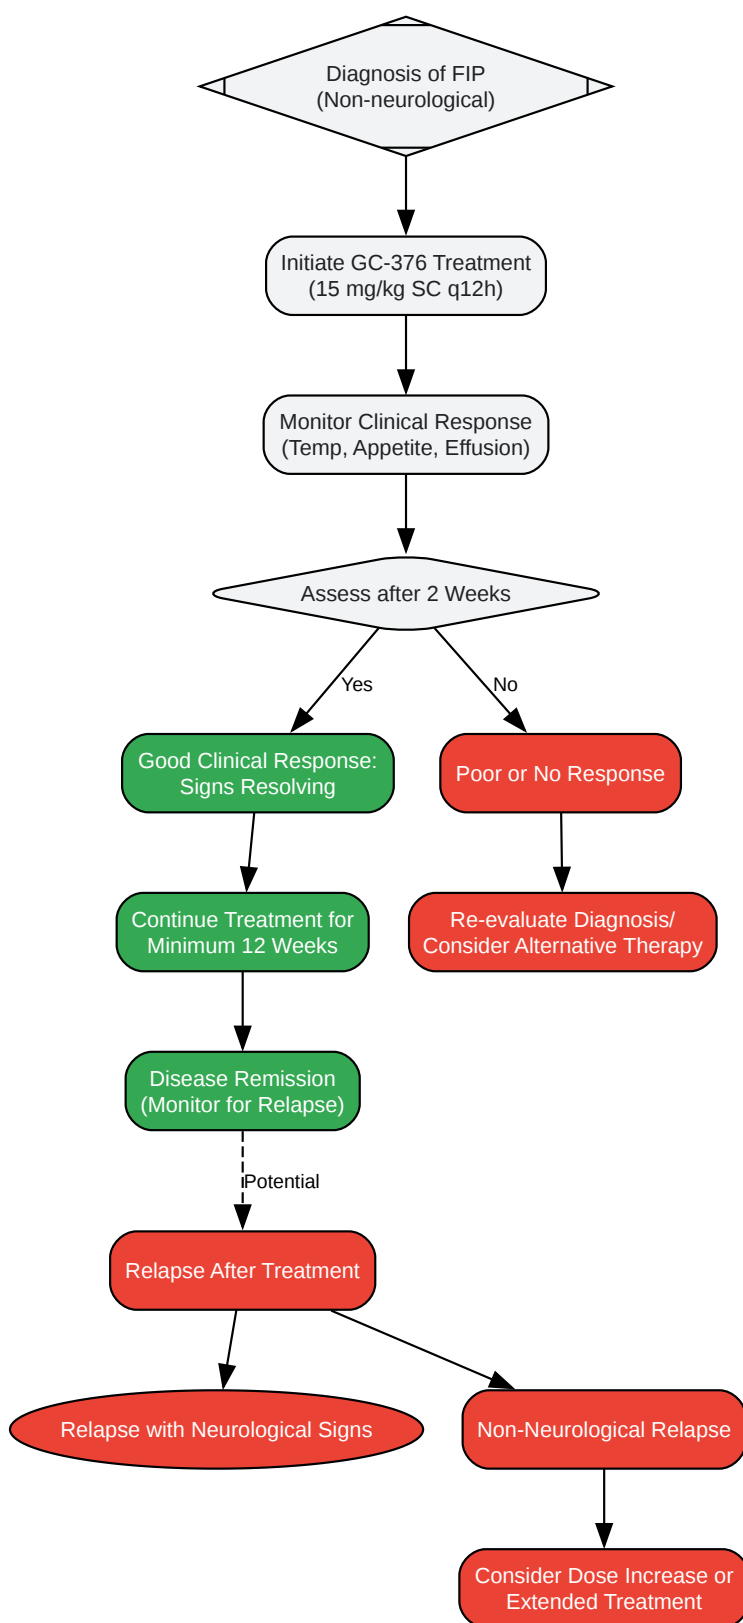 Diagnosis of FIP
(Non-neurological)
Initiate GC-376 Treatment
(15 mg/kg SC q12h)
Monitor Clinical Response
(Temp, Appetite, Effusion)
Assess after 2 Weeks
Yes
No
Good Clinical Response:
Signs Resolving
Poor or No Response
Continue Treatment for
Minimum 12 Weeks
Re-evaluate Diagnosis/
Consider Alternative Therapy
Disease Remission
(Monitor for Relapse)
Potential
Relapse After Treatment
Relapse with Neurological Signs
Non-Neurological Relapse
Consider Dose Increase or
Extended Treatment